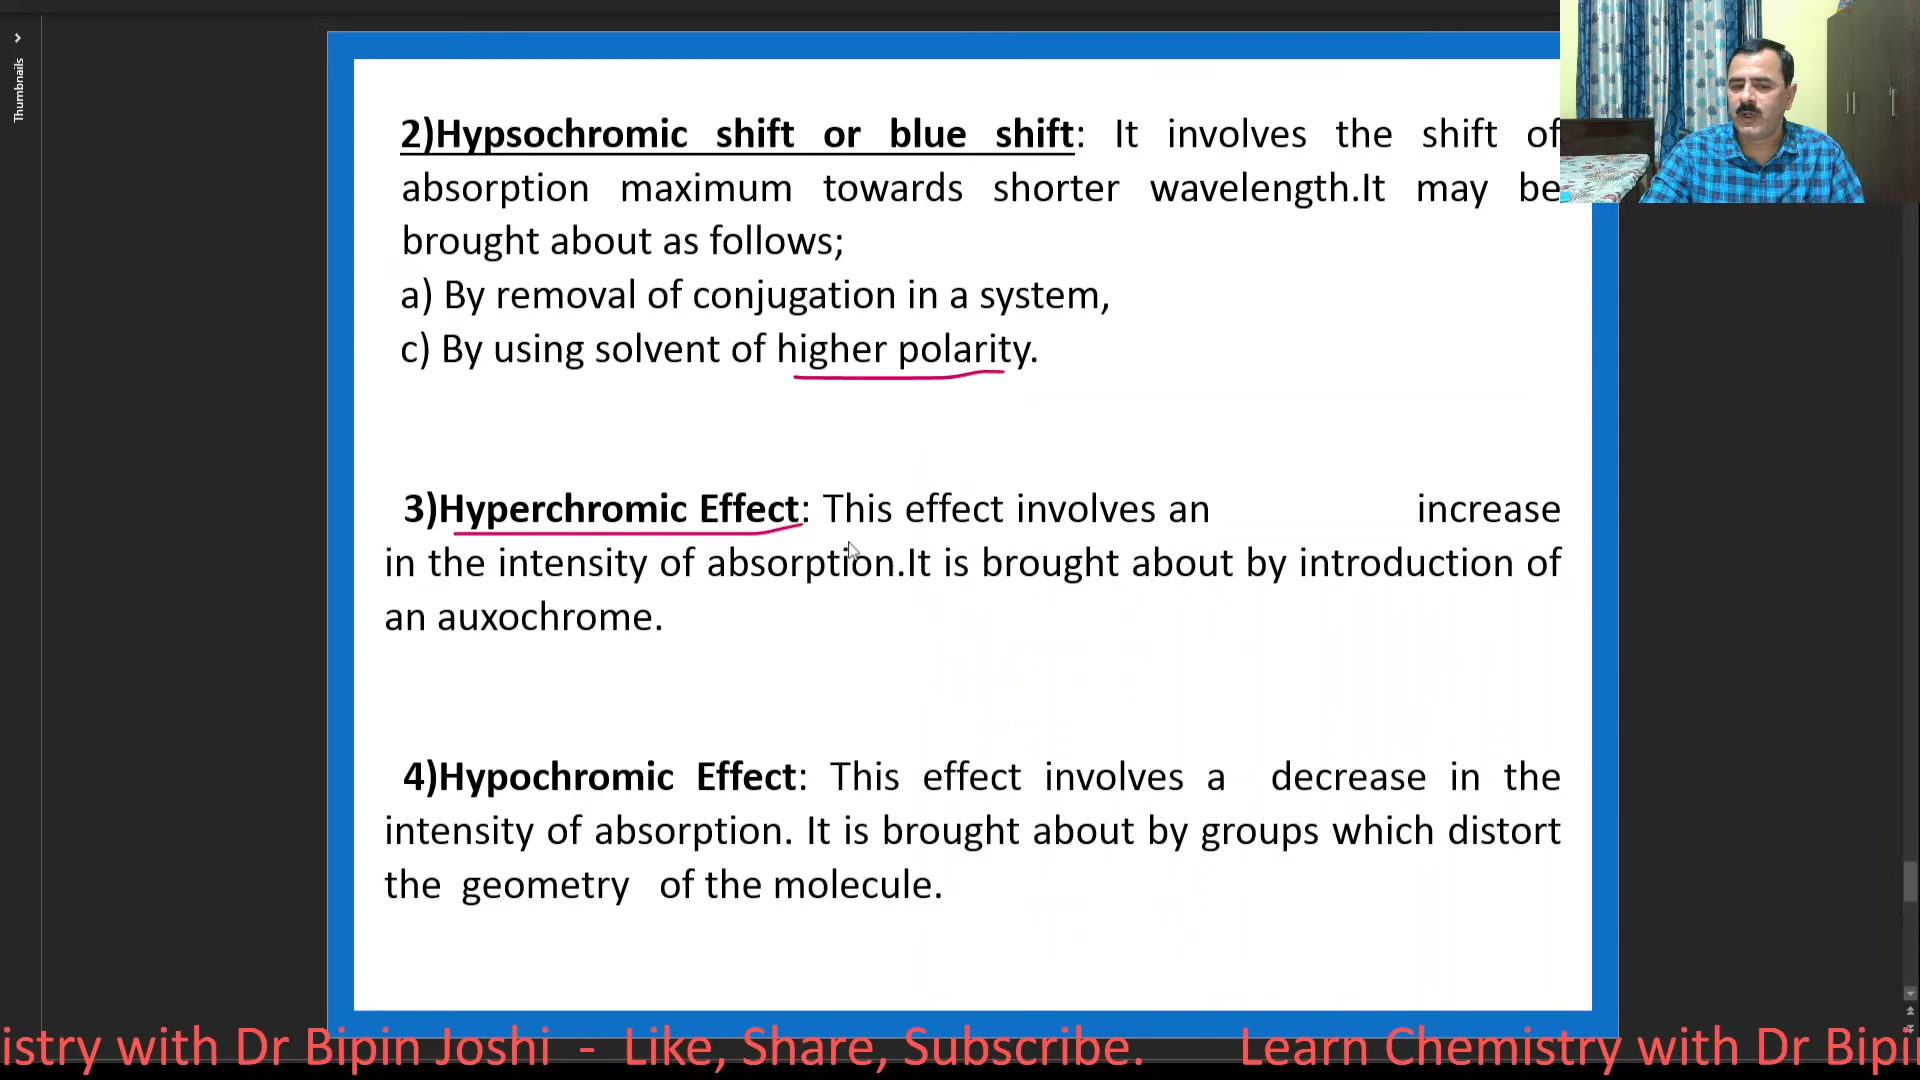 Thumbnails
2)Hypsochromic shift or blue shift: It involves the shift of
absorption maximum towards shorter wavelength.It may be
brought about as follows;
a) By removal of conjugation in a system,
c) By using solvent of higher polarity.
3)Hyperchromic Effect: This effect involves an increase
in the intensity of absorption.It is brought about by introduction of
an auxochrome.
4)Hypochromic Effect: This effect involves a decrease in the
intensity of absorption. It is brought about by groups which distort
the geometry of the molecule.
istry with Dr Bipin Joshi - Like, Share, Subscribe. Learn Chemistry with Dr Bipi